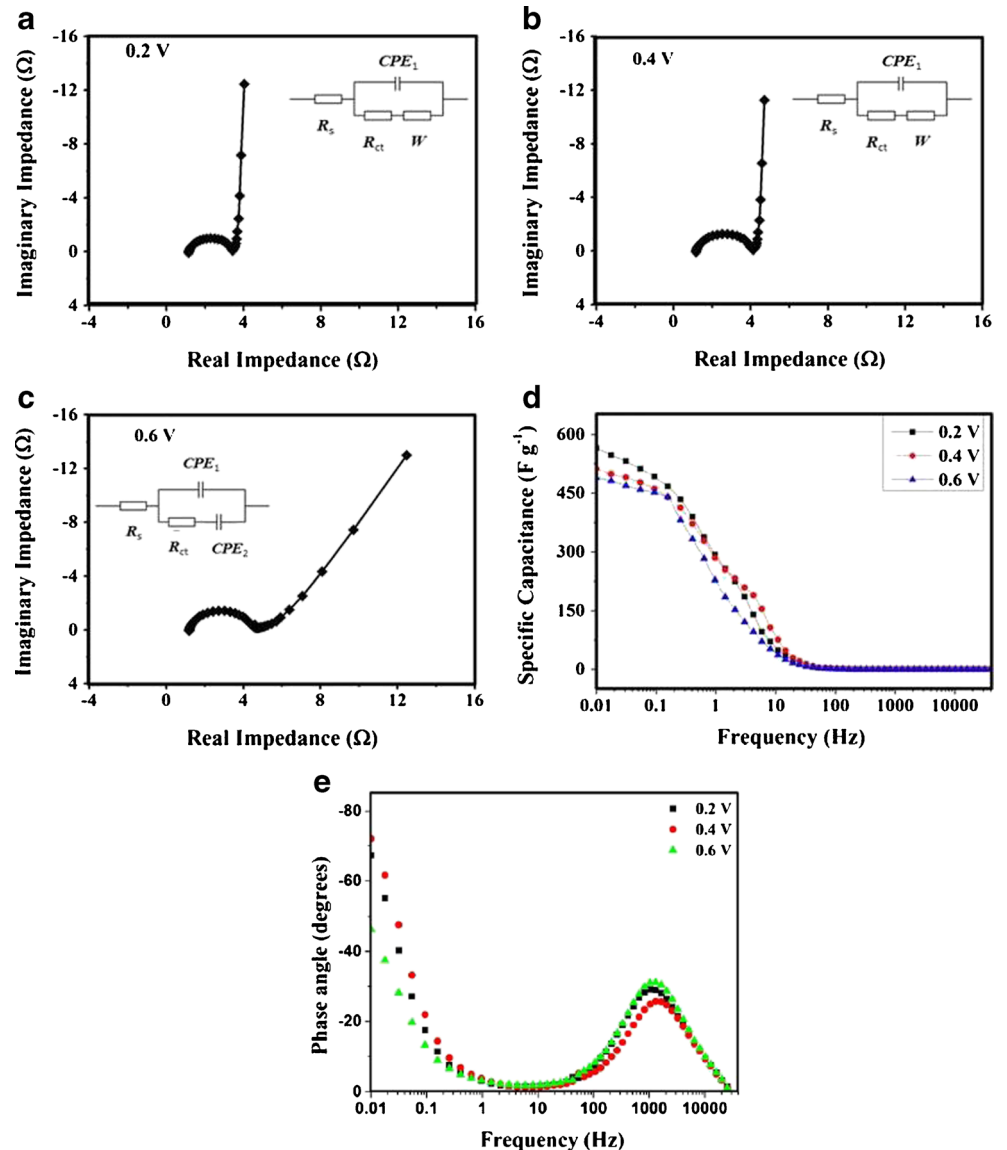 a
0.2 V
Imaginary Impedance (Ω)
-16
-12
-8
-4
0
4
-4 0 4 8 12 16
Real Impedance (Ω)
CPE1
Rs
Rct W
b
0.4 V
Imaginary Impedance (Ω)
-16
-12
-8
-4
0
4
-4 0 4 8 12 16
Real Impedance (Ω)
CPE1
Rs
Rct W
c
0.6 V
Imaginary Impedance (Ω)
-16
-12
-8
-4
0
4
-4 0 4 8 12 16
Real Impedance (Ω)
CPE1
Rs
Rct CPE2
d
Specific Capacitance (F g-1)
600
450
300
150
0
0.01 0.1 1 10 100 1000 10000
Frequency (Hz)
0.2 V
0.4 V
0.6 V
e
Phase angle (degrees)
-80
-60
-40
-20
0
0.01 0.1 1 10 100 1000 10000
Frequency (Hz)
0.2 V
0.4 V
0.6 V